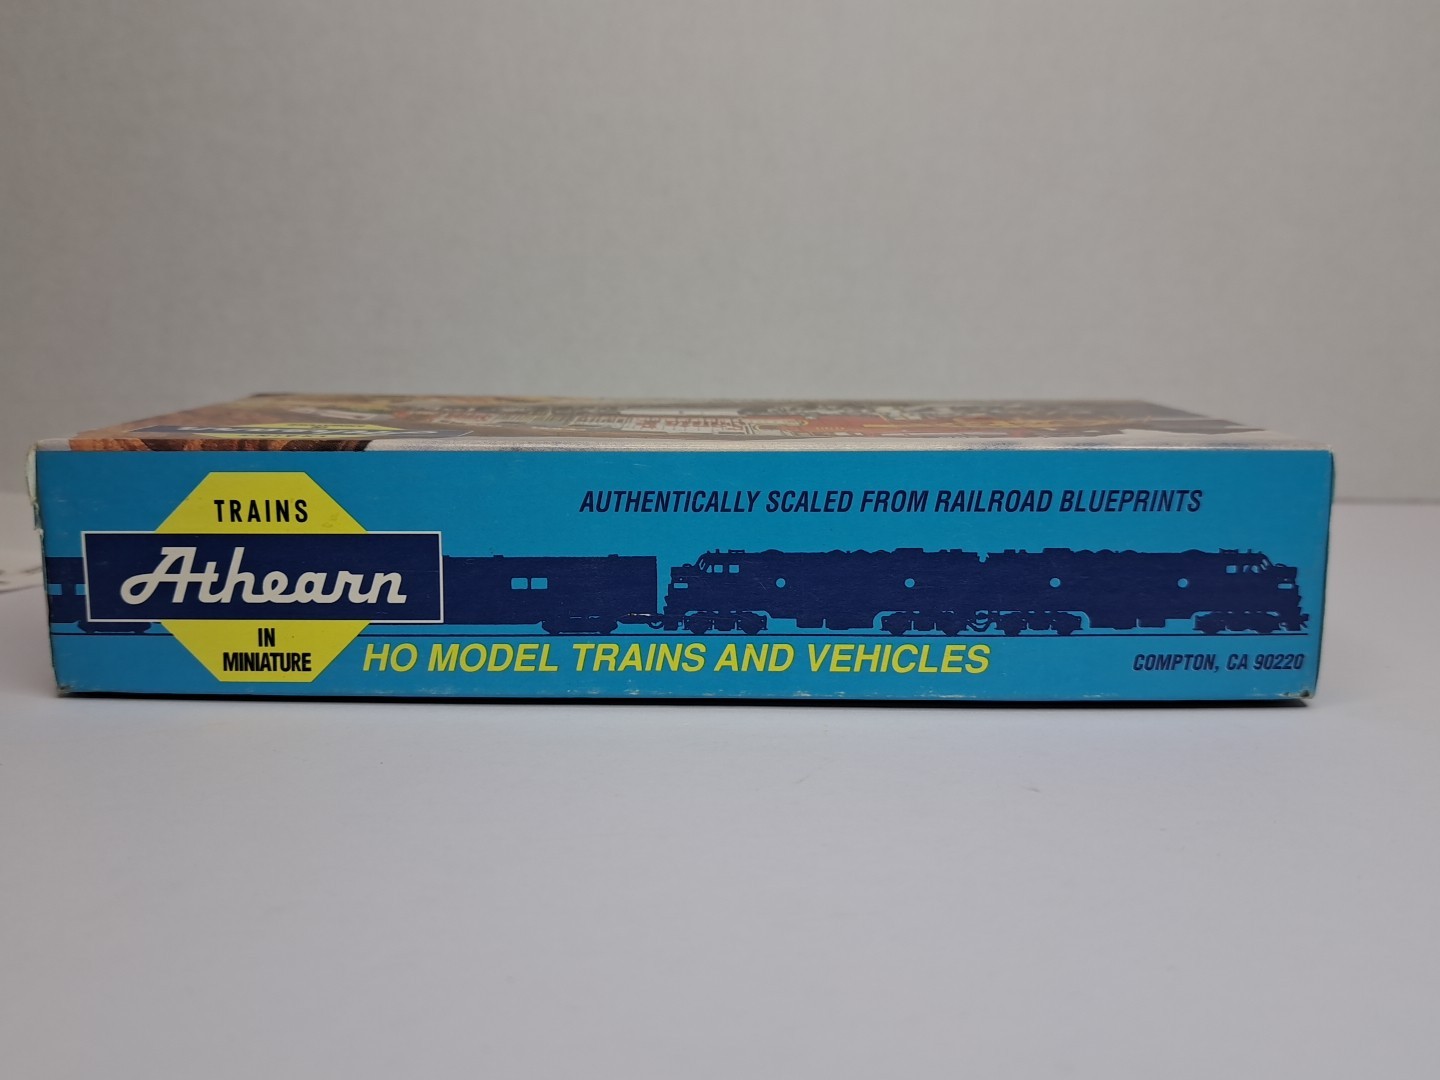 TRAINS
Athearn
IN
MINIATURE
AUTHENTICALLY SCALED FROM RAILROAD BLUEPRINTS
HO MODEL TRAINS AND VEHICLES
COMPTON, CA 90220